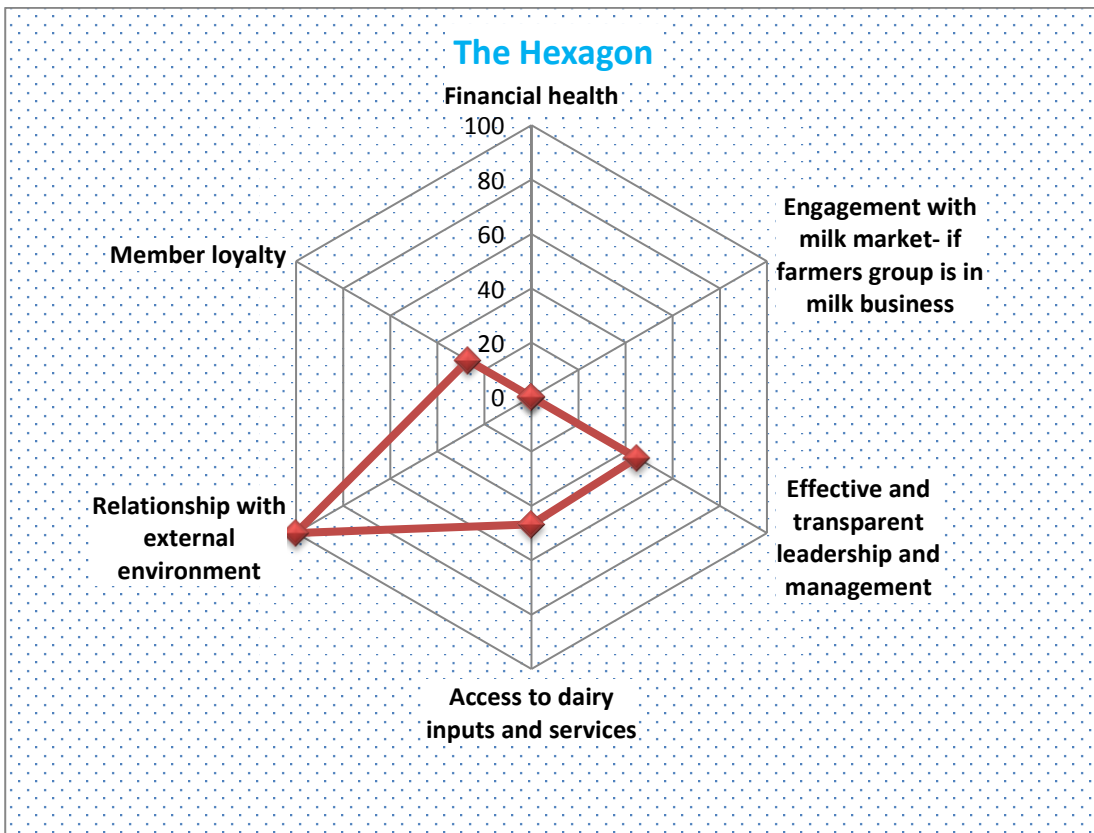 The Hexagon
Financial health
100
80
60
40
20
0
Engagement with
milk market- if
farmers group is in
milk business
Effective and
transparent
leadership and
management
Access to dairy
inputs and services
Relationship with
external
environment
Member loyalty